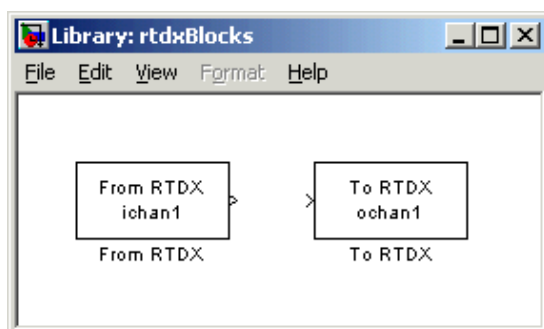 Library: rtdxBlocks
File Edit View Format Help
From RTDX
ichan1
From RTDX
To RTDX
ochan1
To RTDX